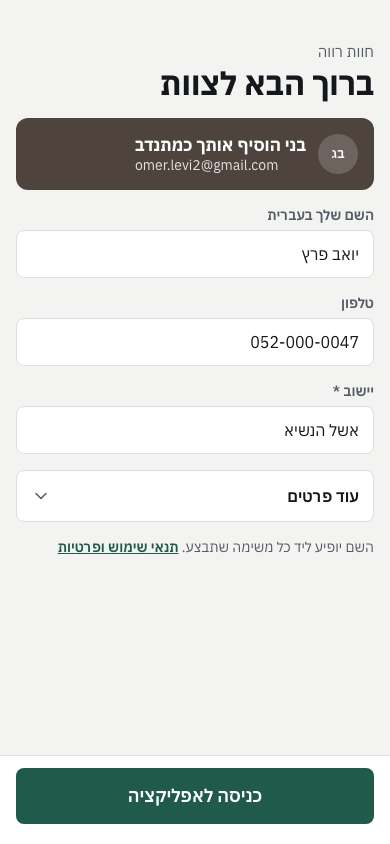 חוות רווה
ברוך הבא לצוות
בג
בני הוסיף אותך כמתנדב
omer.levi2@gmail.com
השם שלך בעברית
יואב פרץ
טלפון
052-000-0047
יישוב *
אשל הנשיא
עוד פרטים
השם יופיע ליד כל משימה שתבצע. תנאי שימוש ופרטיות
כניסה לאפליקציה